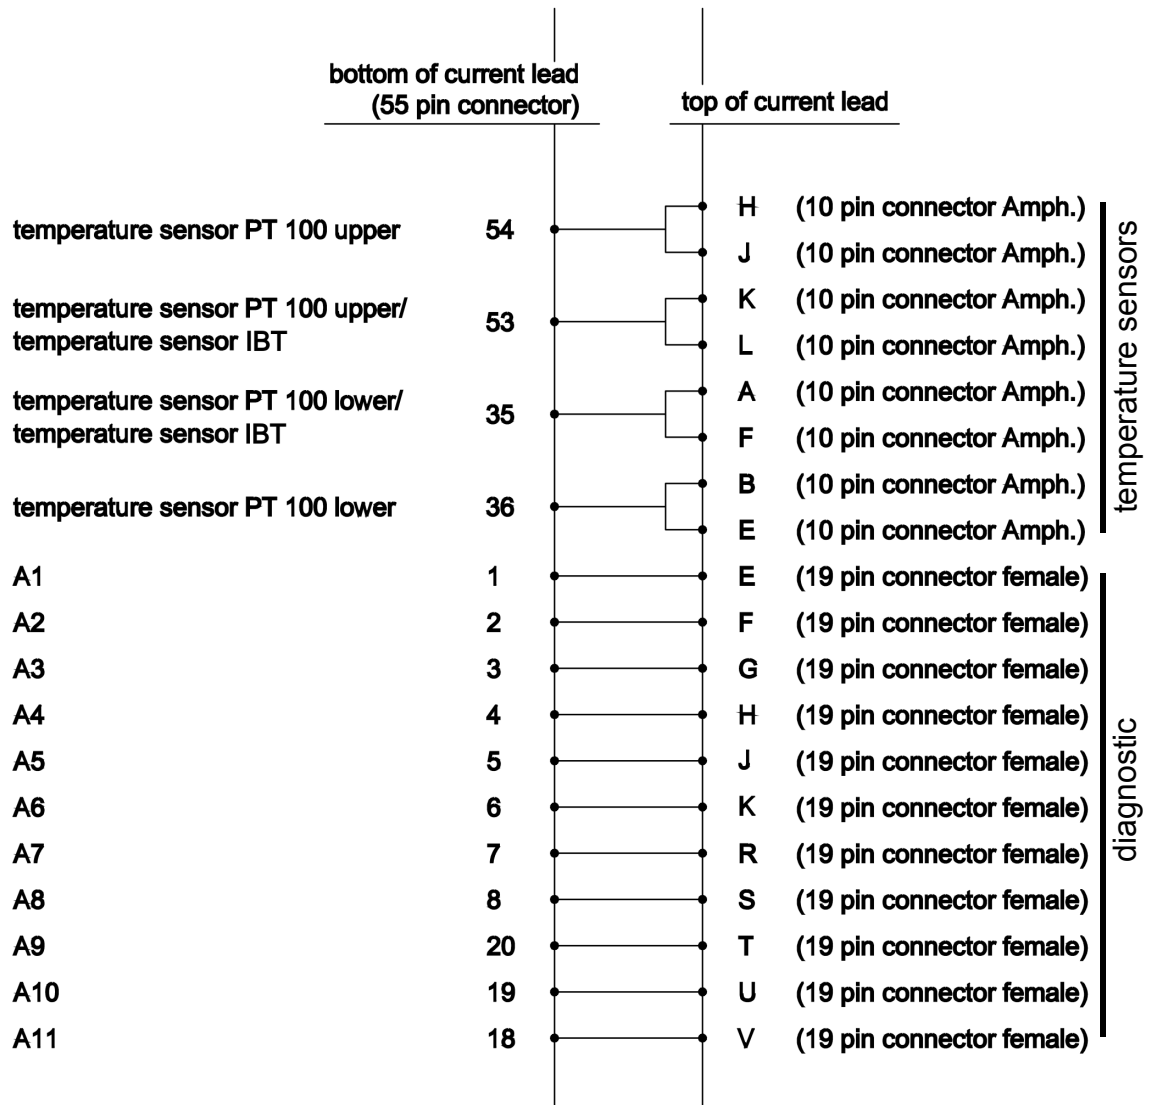 bottom of current lead
(55 pin connector)
top of current lead
temperature sensor PT 100 upper 54 H (10 pin connector Amph.)
J (10 pin connector Amph.)
temperature sensor PT 100 upper/
temperature sensor IBT 53 K (10 pin connector Amph.)
L (10 pin connector Amph.)
temperature sensor PT 100 lower/
temperature sensor IBT 35 A (10 pin connector Amph.)
F (10 pin connector Amph.)
temperature sensor PT 100 lower 36 B (10 pin connector Amph.)
E (10 pin connector Amph.)
temperature sensors
A1 1 E (19 pin connector female)
A2 2 F (19 pin connector female)
A3 3 G (19 pin connector female)
A4 4 H (19 pin connector female)
A5 5 J (19 pin connector female)
A6 6 K (19 pin connector female)
A7 7 R (19 pin connector female)
A8 8 S (19 pin connector female)
A9 20 T (19 pin connector female)
A10 19 U (19 pin connector female)
A11 18 V (19 pin connector female)
diagnostic